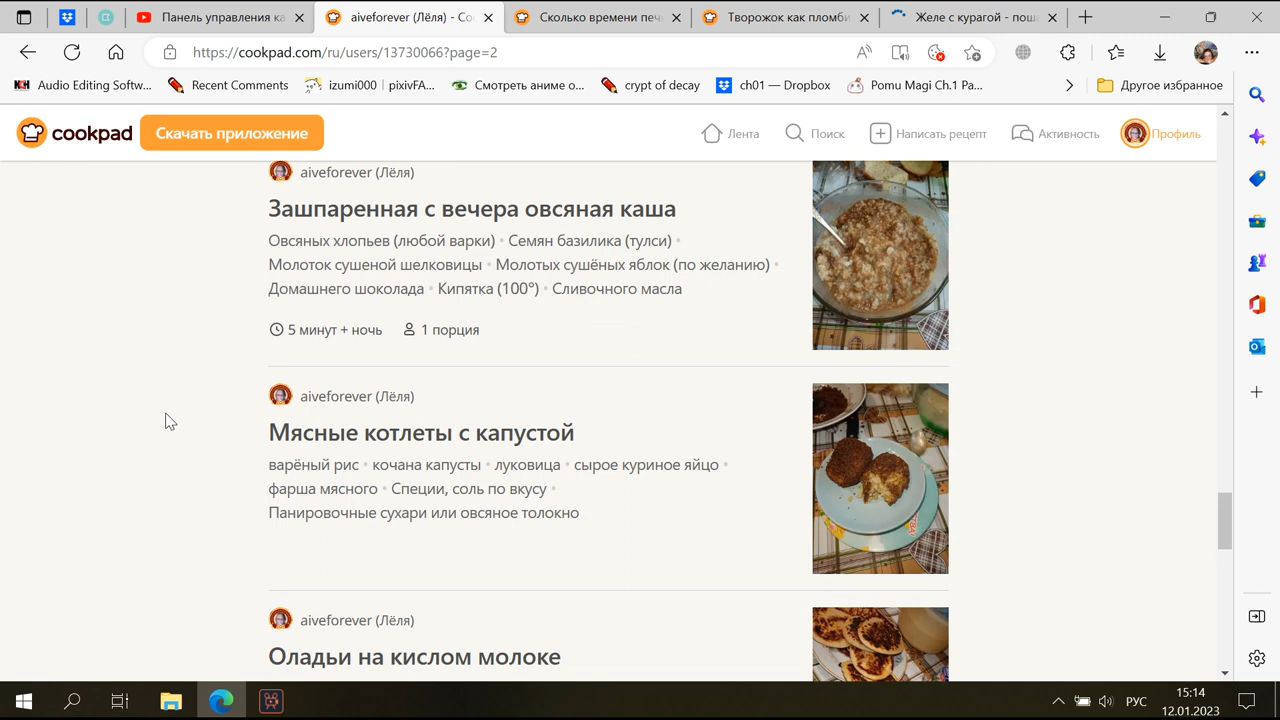 Панель управления ка
aiveforever (Лёля) - Co
Сколько времени печ
Творожок как пломби
Желе с курагой - пош
https://cookpad.com/ru/users/13730066?page=2
Audio Editing Softw...
Recent Comments
izumi000 | pixivFA...
Смотреть аниме о...
crypt of decay
ch01 — Dropbox
Pomu Magi Ch.1 Pa...
Другое избранное
cookpad
Скачать приложение
Лента
Поиск
Написать рецепт
Активность
Профиль
aiveforever (Лёля)
Зашпаренная с вечера овсяная каша
Овсяных хлопьев (любой варки) • Семян базилика (тулси) •
Молоток сушеной шелковицы • Молотых сушёных яблок (по желанию) •
Домашнего шоколада • Кипятка (100°) • Сливочного масла
5 минут + ночь
1 порция
aiveforever (Лёля)
Мясные котлеты с капустой
варёный рис • кочана капусты • луковица • сырое куриное яйцо •
фарша мясного • Специи, соль по вкусу •
Панировочные сухари или овсяное толокно
aiveforever (Лёля)
Оладьи на кислом молоке
РУС
15:14
12.01.2023